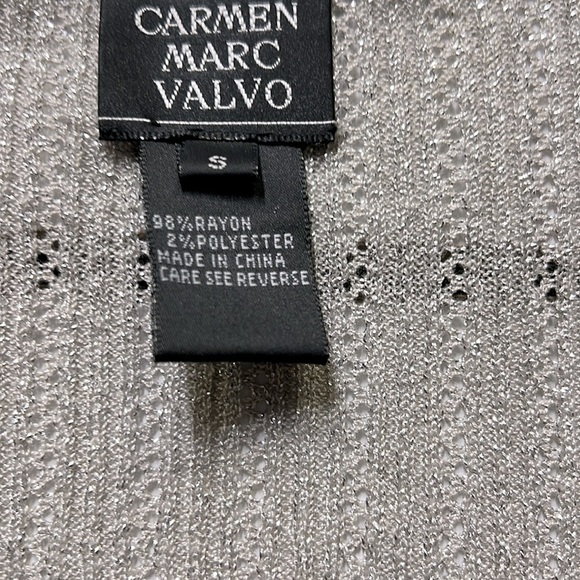 CARMEN
MARC
VALVO
S
98%RAYON
2%POLYESTER
MADE IN CHINA
CARE SEE REVERSE